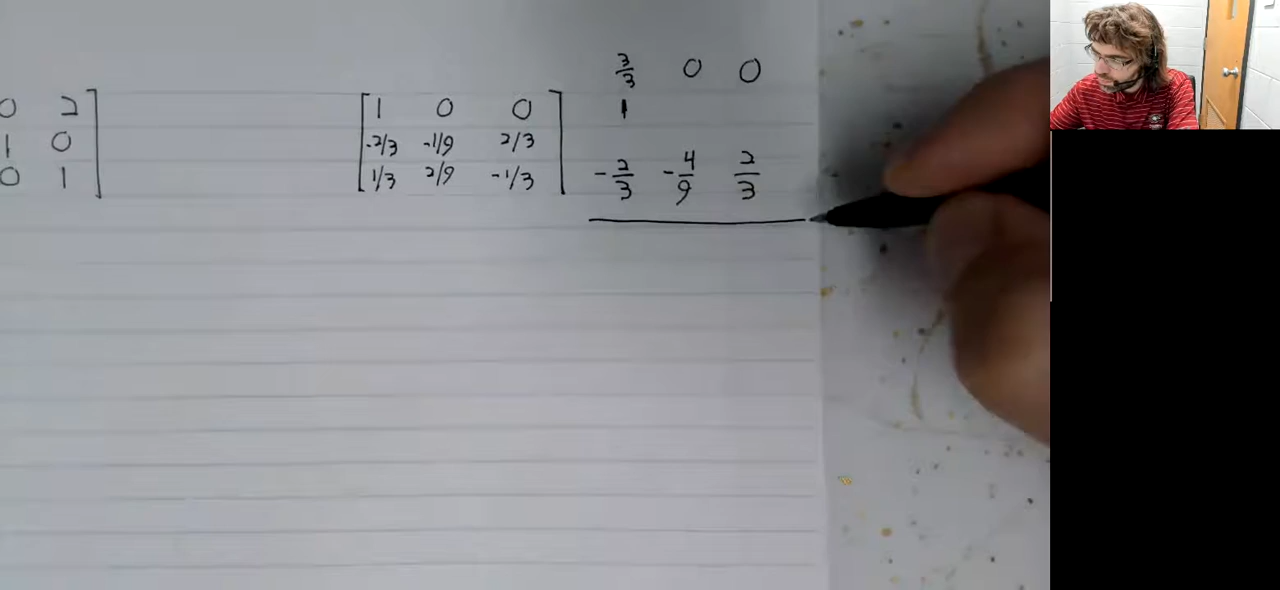 3/3 0 0
0 2 1 0 0 1
1 0 -2/3 -1/9 2/3
0 1 1/3 2/9 -1/3 -2/3 -4/9 2/3